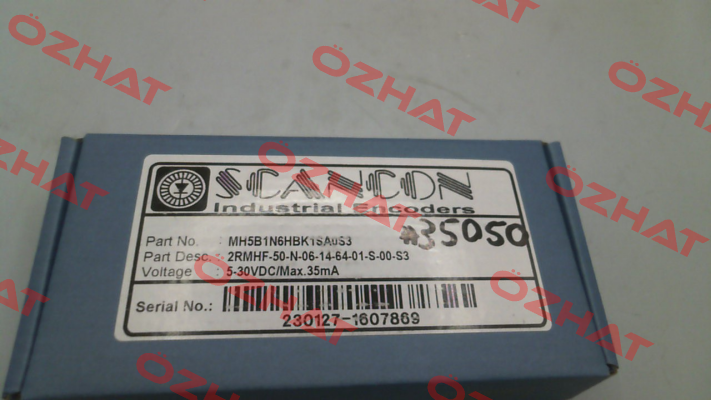 SCANCON
Industrial Encoders
#35050
Part No. : MH5B1N6HBK1SA0S3
Part Desc. : 2RMHF-50-N-06-14-64-01-S-00-S3
Voltage : 5-30VDC/Max.35mA
Serial No.:
230127-1607869
ÖZHAT
ÖZHAT
ÖZHAT
ÖZHAT
ÖZHAT
ÖZHAT
ÖZHAT